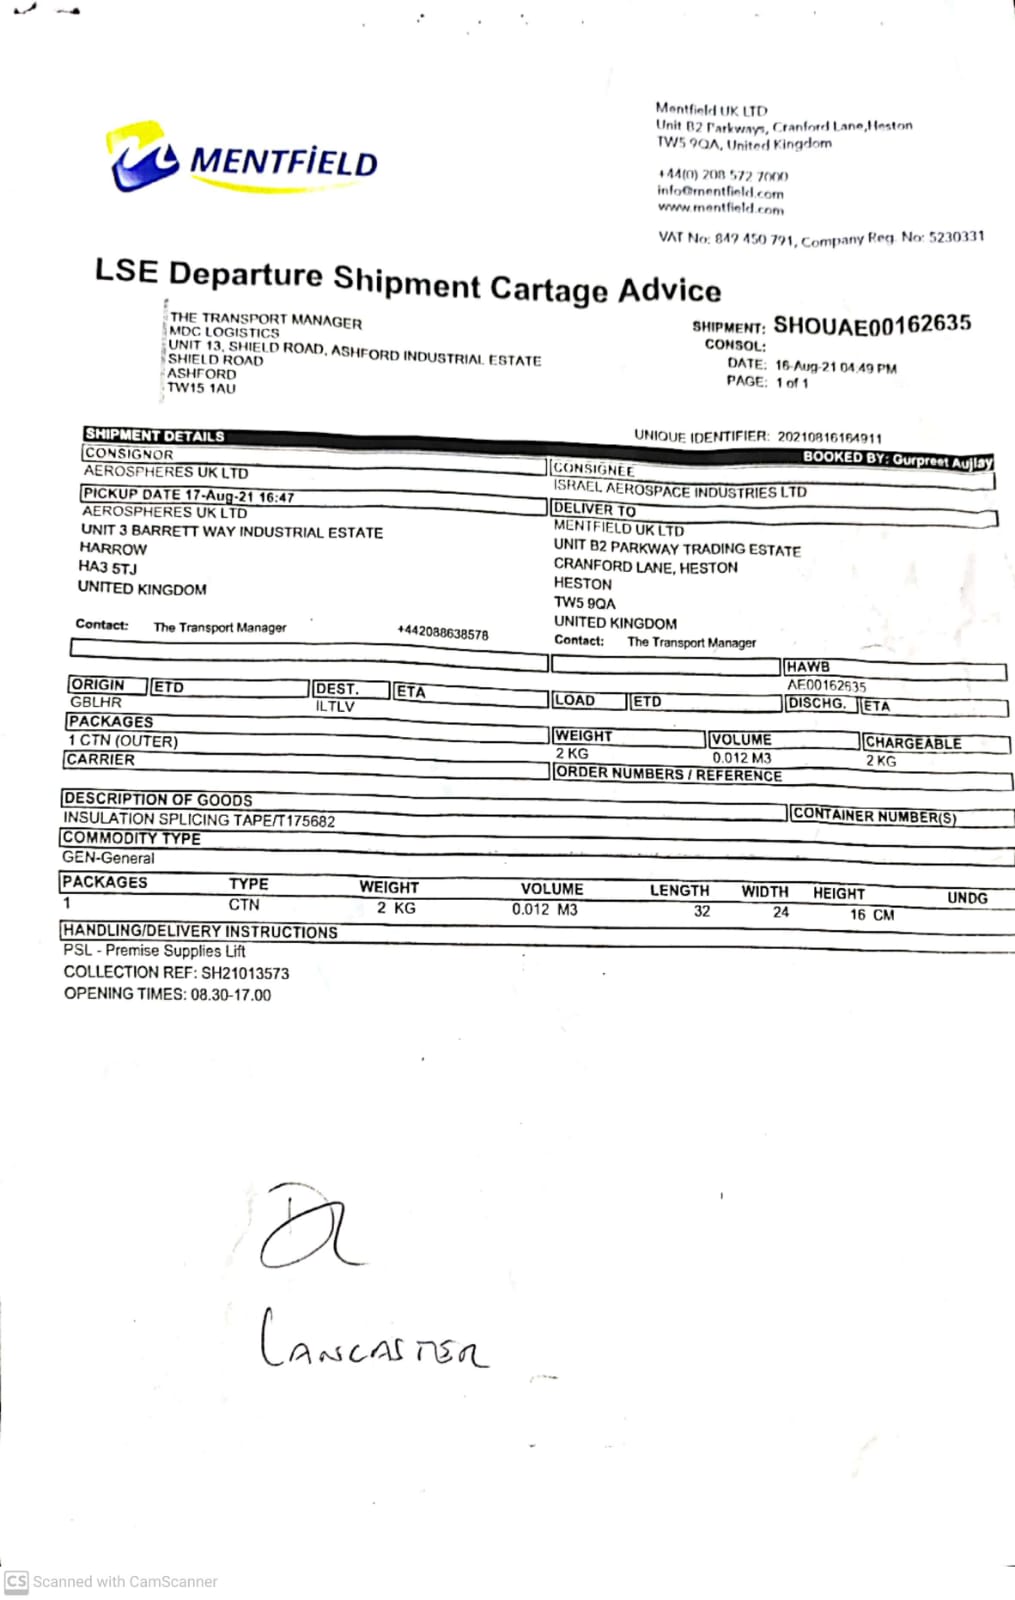 MENTFiELD
Mentfield UK LTD
Unit B2 Parkways, Cranford Lane,Heston
TW5 9QA, United Kingdom
+44(0) 208 572 7000
info@mentfield.com
www.mentfield.com
VAT No: 849 450 791, Company Reg. No: 5230331
LSE Departure Shipment Cartage Advice
THE TRANSPORT MANAGER
MDC LOGISTICS
UNIT 13, SHIELD ROAD, ASHFORD INDUSTRIAL ESTATE
SHIELD ROAD
ASHFORD
TW15 1AU
SHIPMENT: SHOUAE00162635
CONSOL:
DATE: 16-Aug-21 04:49 PM
PAGE: 1 of 1
UNIQUE IDENTIFIER: 20210816164911
SHIPMENT DETAILS BOOKED BY: Gurpreet Aujlay
CONSIGNOR
AEROSPHERES UK LTD
PICKUP DATE 17-Aug-21 16:47
AEROSPHERES UK LTD
UNIT 3 BARRETT WAY INDUSTRIAL ESTATE
HARROW
HA3 5TJ
UNITED KINGDOM
Contact: The Transport Manager +442088638578
CONSIGNEE
ISRAEL AEROSPACE INDUSTRIES LTD
DELIVER TO
MENTFIELD UK LTD
UNIT B2 PARKWAY TRADING ESTATE
CRANFORD LANE, HESTON
HESTON
TW5 9QA
UNITED KINGDOM
Contact: The Transport Manager
HAWB
AE00162635
ORIGIN ETD DEST. ETA LOAD ETD DISCHG. ETA
GBLHR ILTLV
PACKAGES WEIGHT VOLUME CHARGEABLE
1 CTN (OUTER) 2 KG 0.012 M3 2 KG
CARRIER ORDER NUMBERS / REFERENCE
DESCRIPTION OF GOODS CONTAINER NUMBER(S)
INSULATION SPLICING TAPE/T175682
COMMODITY TYPE
GEN-General
PACKAGES TYPE WEIGHT VOLUME LENGTH WIDTH HEIGHT UNDG
1 CTN 2 KG 0.012 M3 32 24 16 CM
HANDLING/DELIVERY INSTRUCTIONS
PSL - Premise Supplies Lift
COLLECTION REF: SH21013573
OPENING TIMES: 08.30-17.00
LANCASTER
CS Scanned with CamScanner